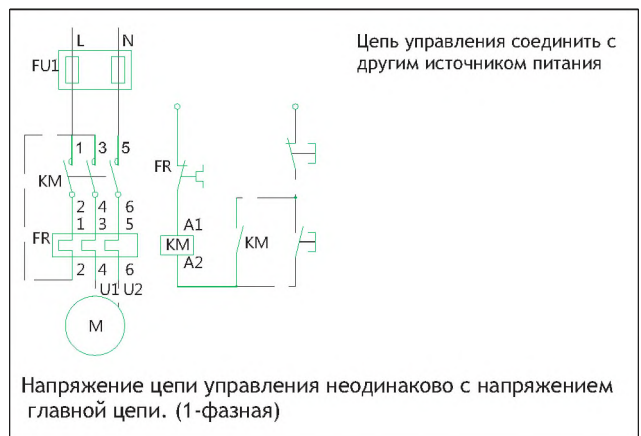 L N
FU1
Цепь управления соединить с
другим источником питания
1 3 5
KM
2 4 6
1 3 5
FR
2 4 6
U1 U2
M
FR
A1
KM
A2
KM
Напряжение цепи управления неодинаково с напряжением
главной цепи. (1-фазная)